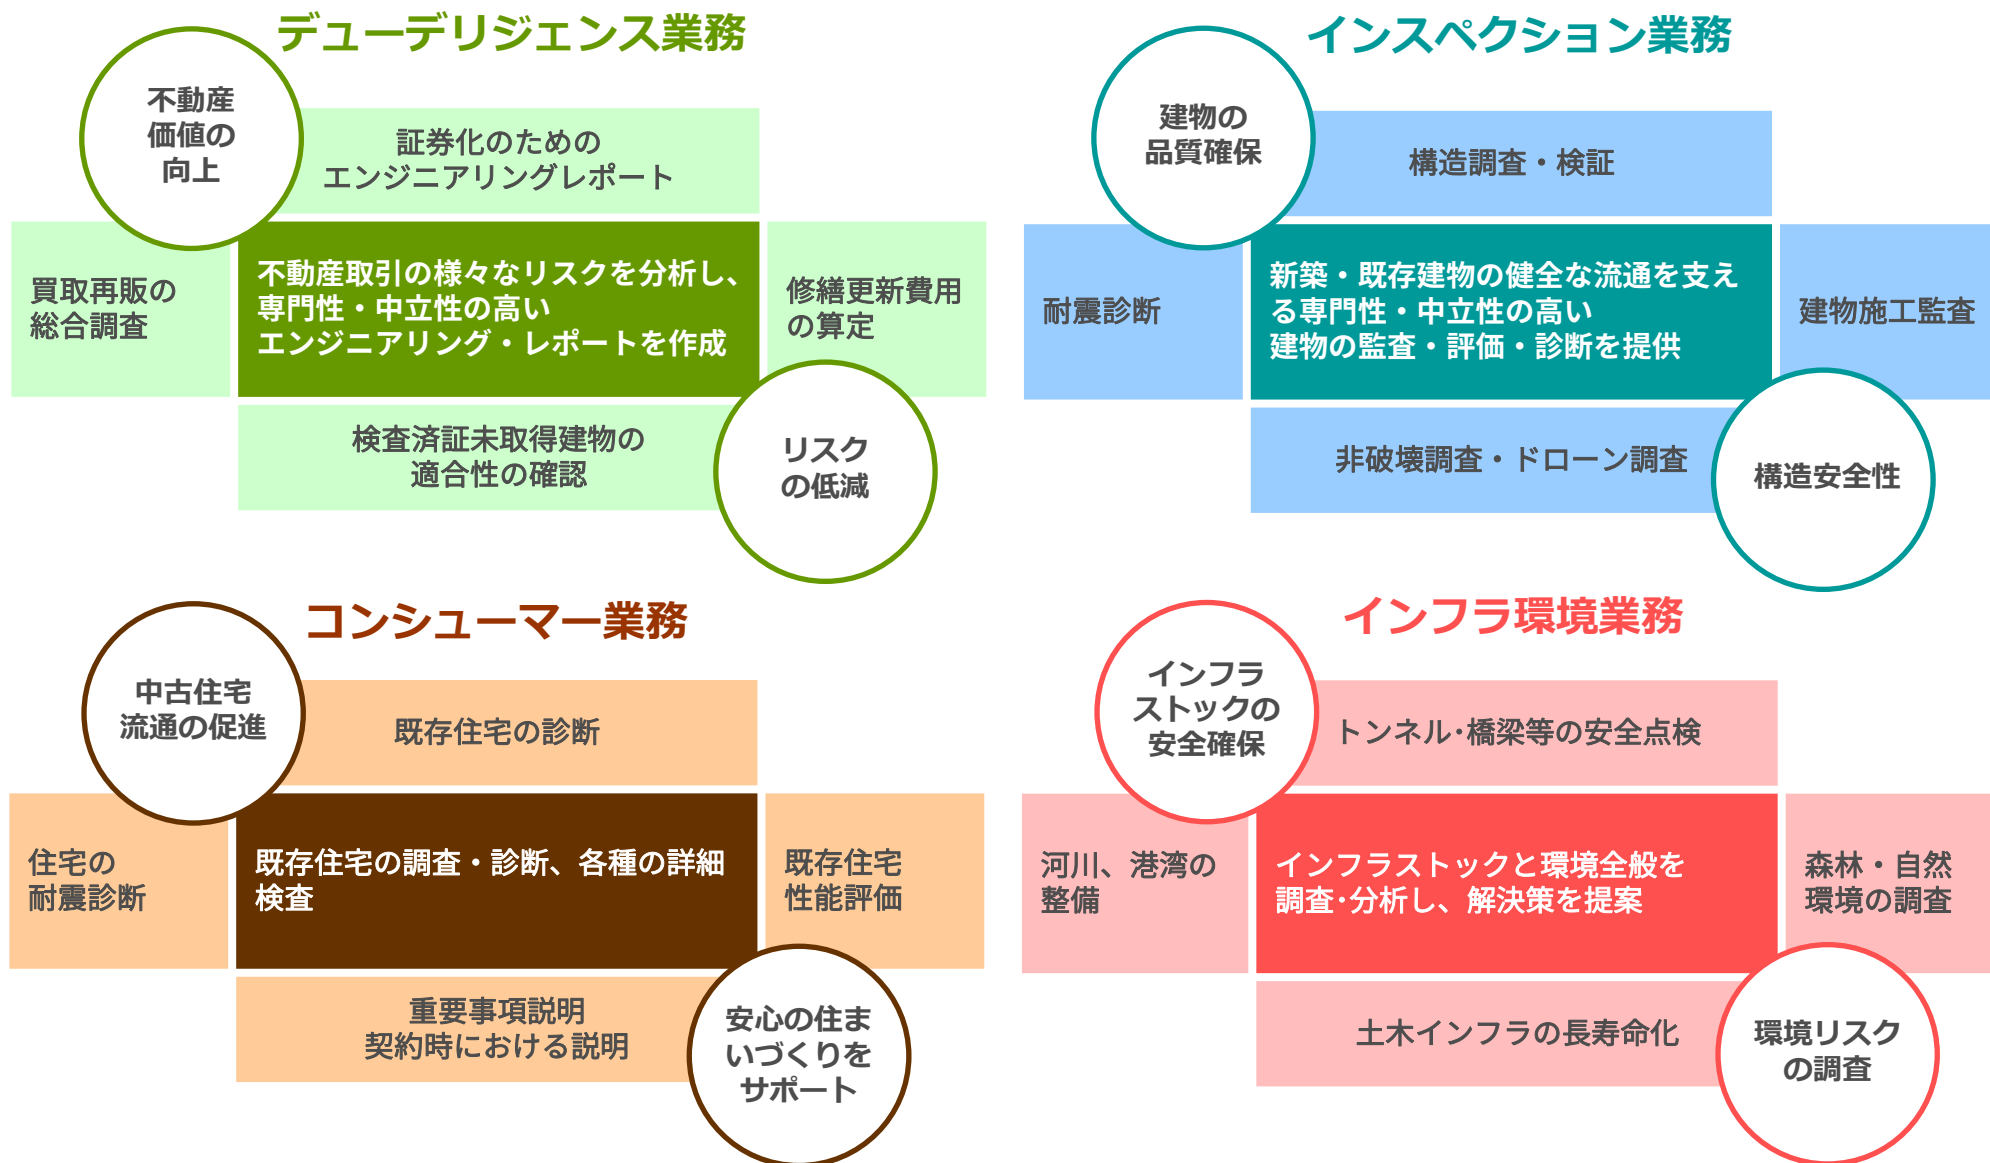 デューデリジェンス業務
不動産
価値の
向上
証券化のための
エンジニアリングレポート
買取再販の
総合調査
不動産取引の様々なリスクを分析し、
専門性・中立性の高い
エンジニアリング・レポートを作成
修繕更新費用
の算定
検査済証未取得建物の
適合性の確認
リスク
の低減
インスペクション業務
建物の
品質確保
構造調査・検証
耐震診断
新築・既存建物の健全な流通を支え
る専門性・中立性の高い
建物の監査・評価・診断を提供
建物施工監査
非破壊調査・ドローン調査
構造安全性
コンシューマー業務
中古住宅
流通の促進
既存住宅の診断
住宅の
耐震診断
既存住宅の調査・診断、各種の詳細
検査
既存住宅
性能評価
重要事項説明
契約時における説明
安心の住ま
いづくりを
サポート
インフラ環境業務
インフラ
ストックの
安全確保
トンネル･橋梁等の安全点検
河川、港湾の
整備
インフラストックと環境全般を
調査･分析し、解決策を提案
森林・自然
環境の調査
土木インフラの長寿命化
環境リスク
の調査